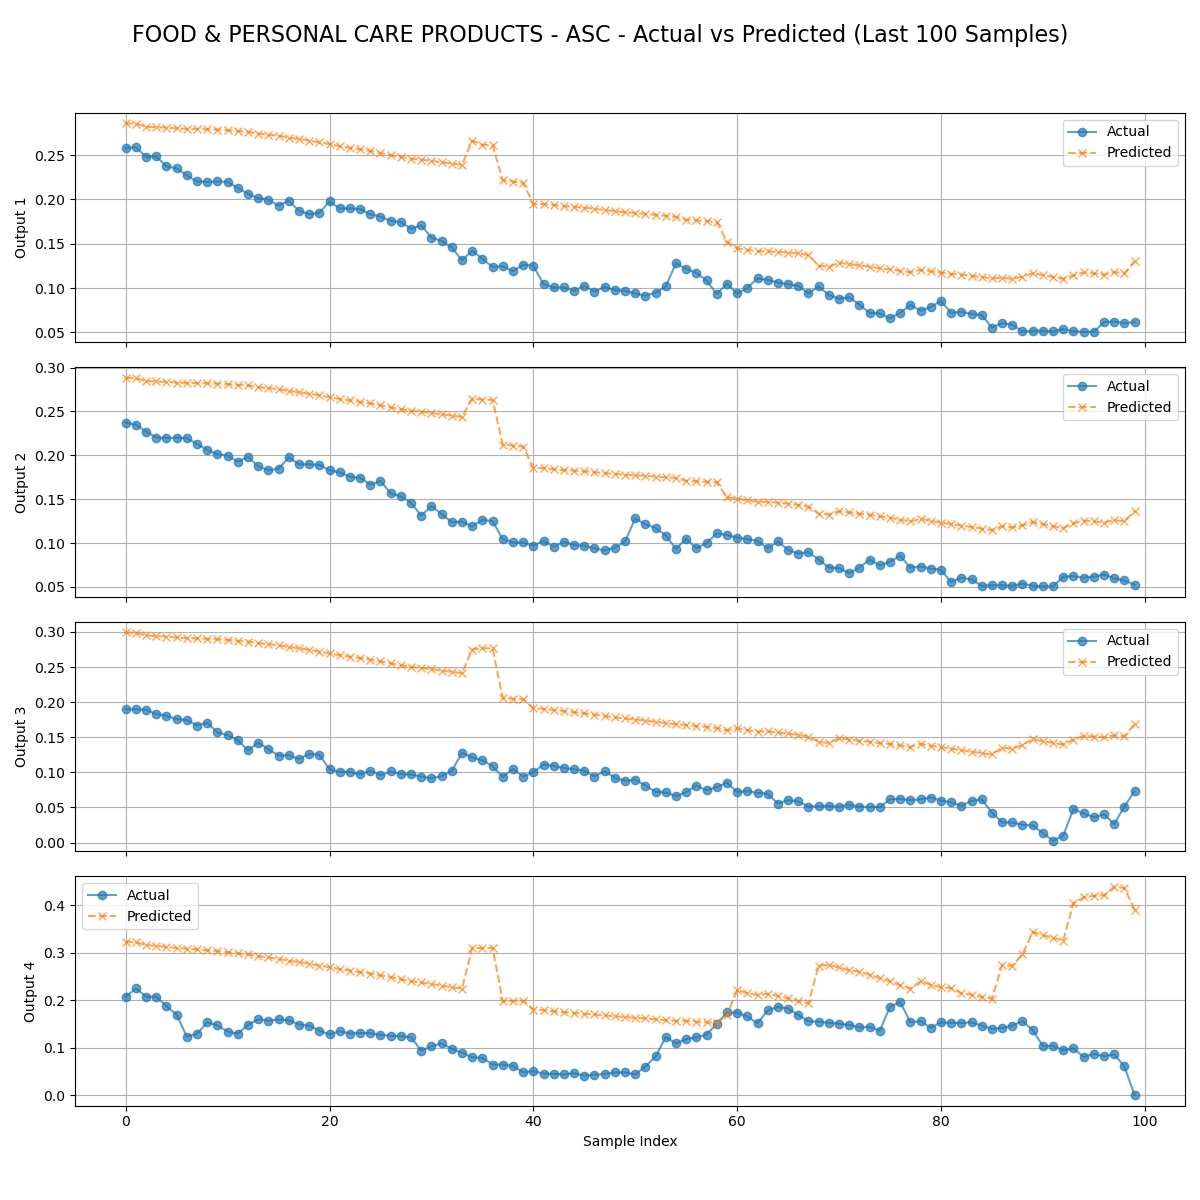 FOOD & PERSONAL CARE PRODUCTS - ASC - Actual vs Predicted (Last 100 Samples)
Output 1
0.25
0.20
0.15
0.10
0.05
Actual
Predicted
Output 2
0.30
0.25
0.20
0.15
0.10
0.05
Actual
Predicted
Output 3
0.30
0.25
0.20
0.15
0.10
0.05
0.00
Actual
Predicted
Output 4
0.4
0.3
0.2
0.1
0.0
Actual
Predicted
0 20 40 60 80 100
Sample Index